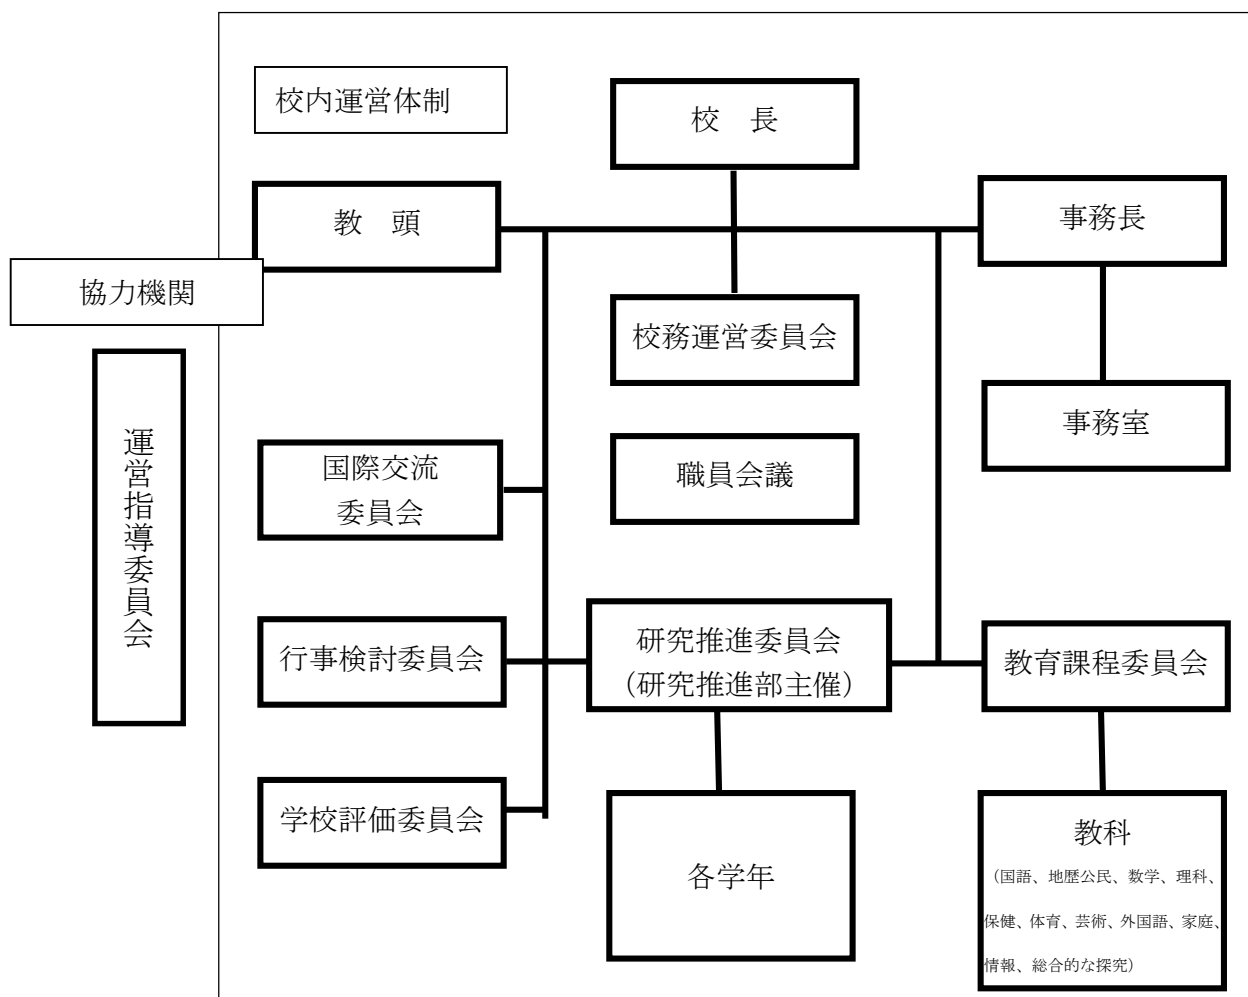 校内運営体制
校　長
教　頭
事務長
協力機関
校務運営委員会
事務室
運営指導委員会
国際交流
委員会
職員会議
行事検討委員会
研究推進委員会
（研究推進部主催）
教育課程委員会
学校評価委員会
各学年
教科
（国語、地歴公民、数学、理科、
保健、体育、芸術、外国語、家庭、
情報、総合的な探究）